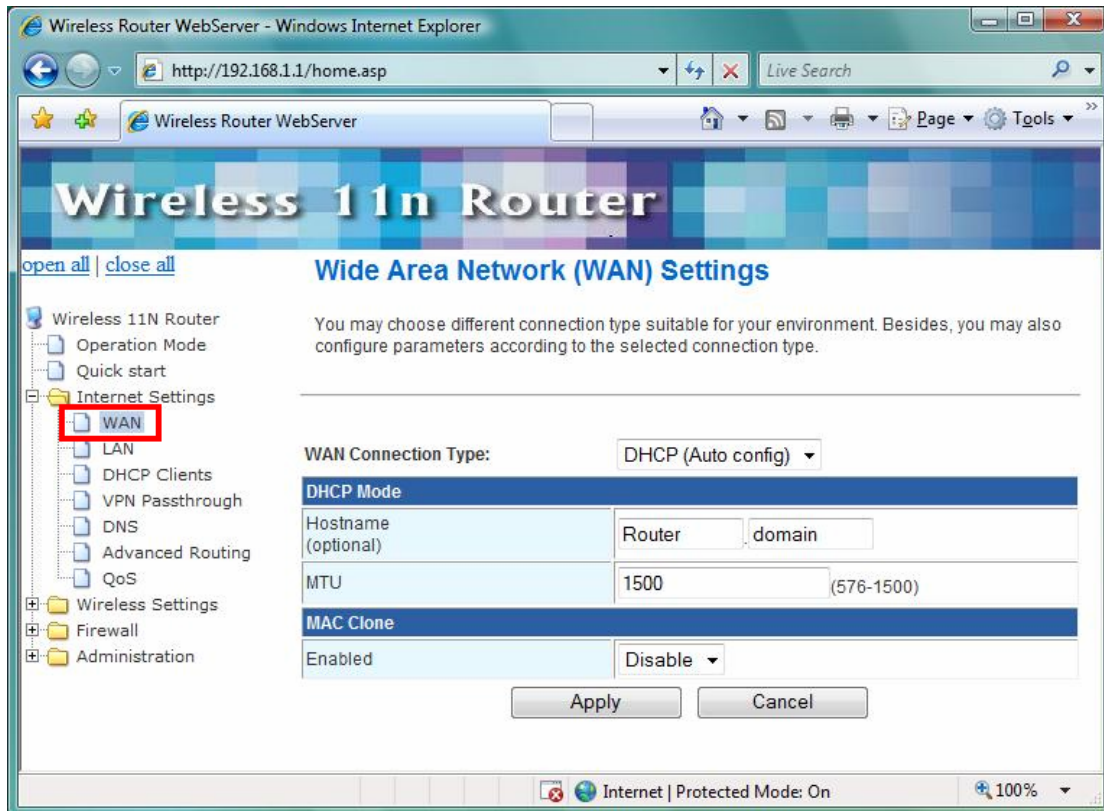 Wireless Router WebServer - Windows Internet Explorer
http://192.168.1.1/home.asp
Live Search
Wireless Router WebServer
Page
Tools
Wireless 11n Router
open all | close all
Wireless 11N Router
Operation Mode
Quick start
Internet Settings
WAN
LAN
DHCP Clients
VPN Passthrough
DNS
Advanced Routing
QoS
Wireless Settings
Firewall
Administration
Wide Area Network (WAN) Settings
You may choose different connection type suitable for your environment. Besides, you may also
configure parameters according to the selected connection type.
WAN Connection Type: DHCP (Auto config)
DHCP Mode
Hostname
(optional)
Router . domain
MTU 1500 (576-1500)
MAC Clone
Enabled Disable
Apply Cancel
Internet | Protected Mode: On 100%